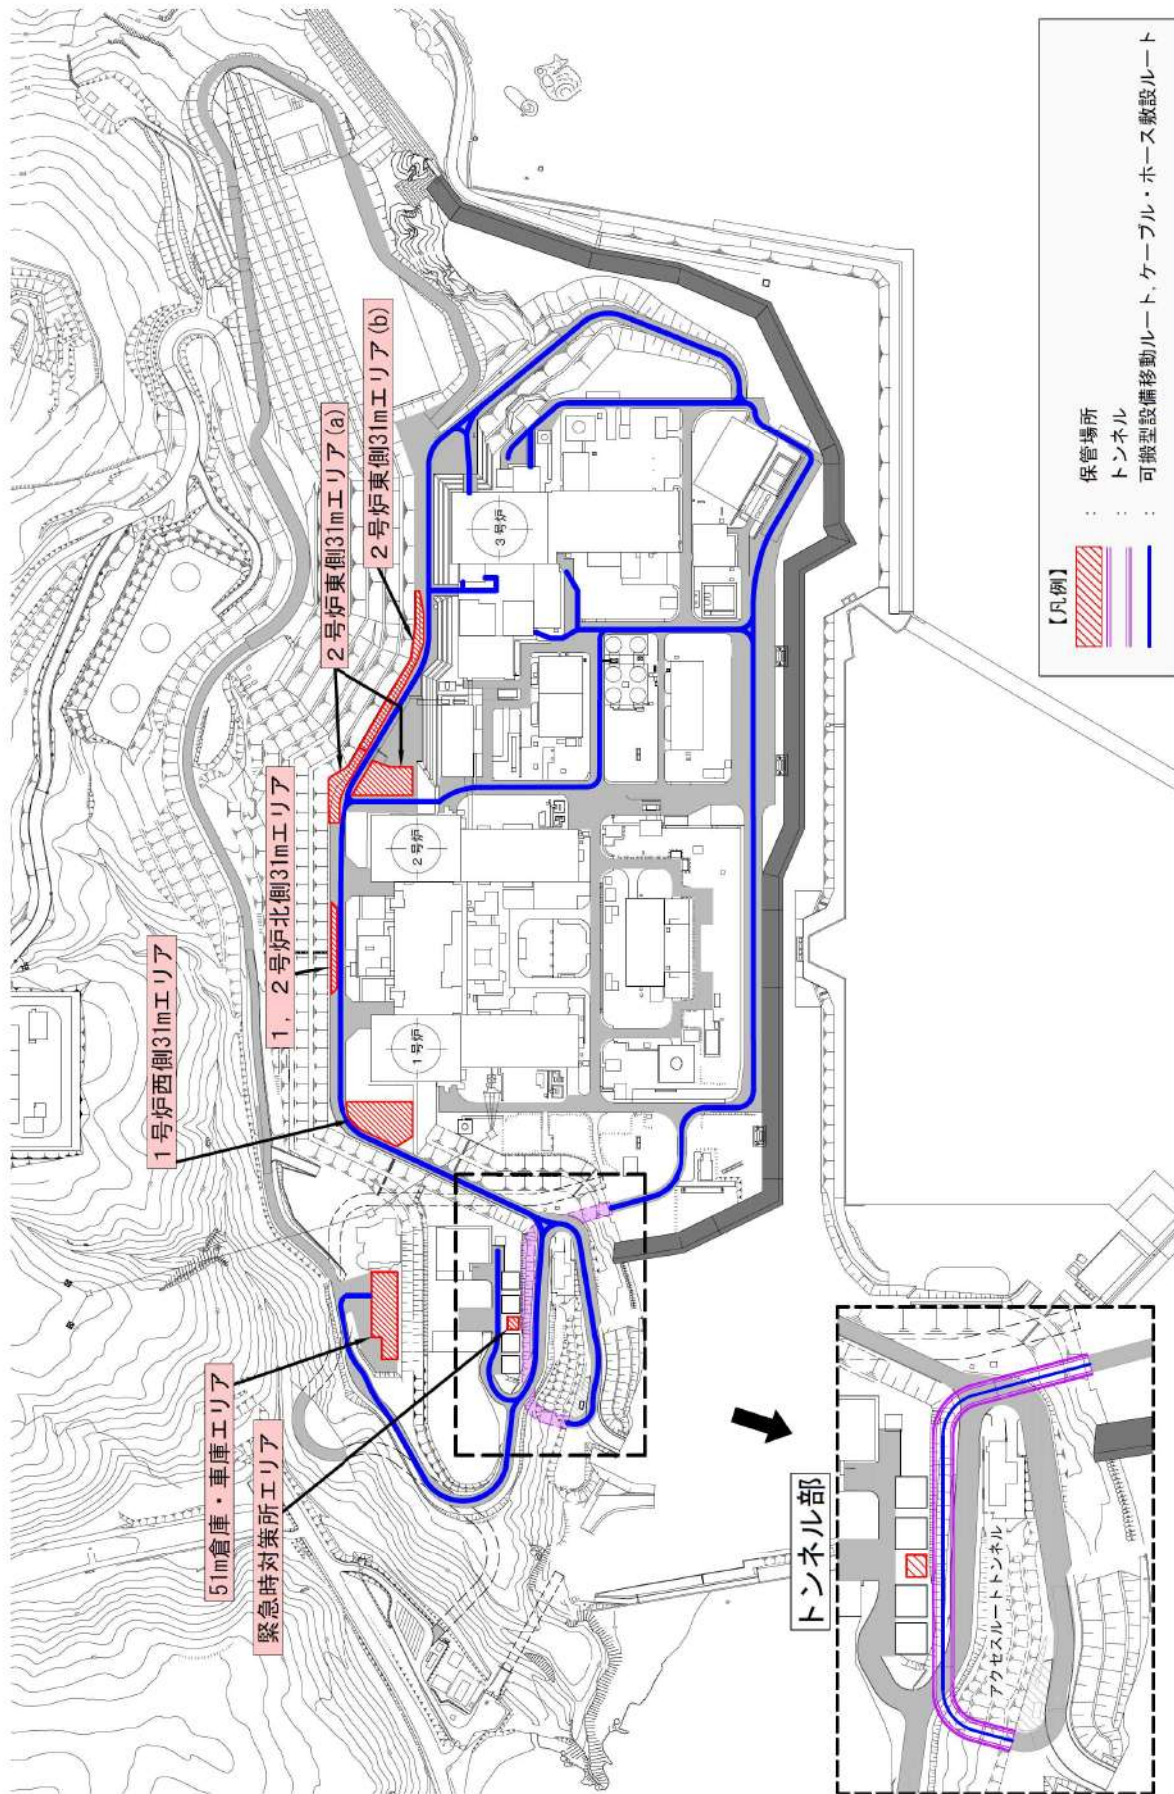 51m倉庫・車庫エリア
緊急時対策所エリア
1号炉西側31mエリア
1，2号炉北側31mエリア
2号炉東側31mエリア(a)
2号炉東側31mエリア(b)
1号炉
2号炉
3号炉
トンネル部
アクセスルートトンネル
【凡例】
：保管場所
：トンネル
：可搬型設備移動ルート，ケーブル・ホース敷設ルート